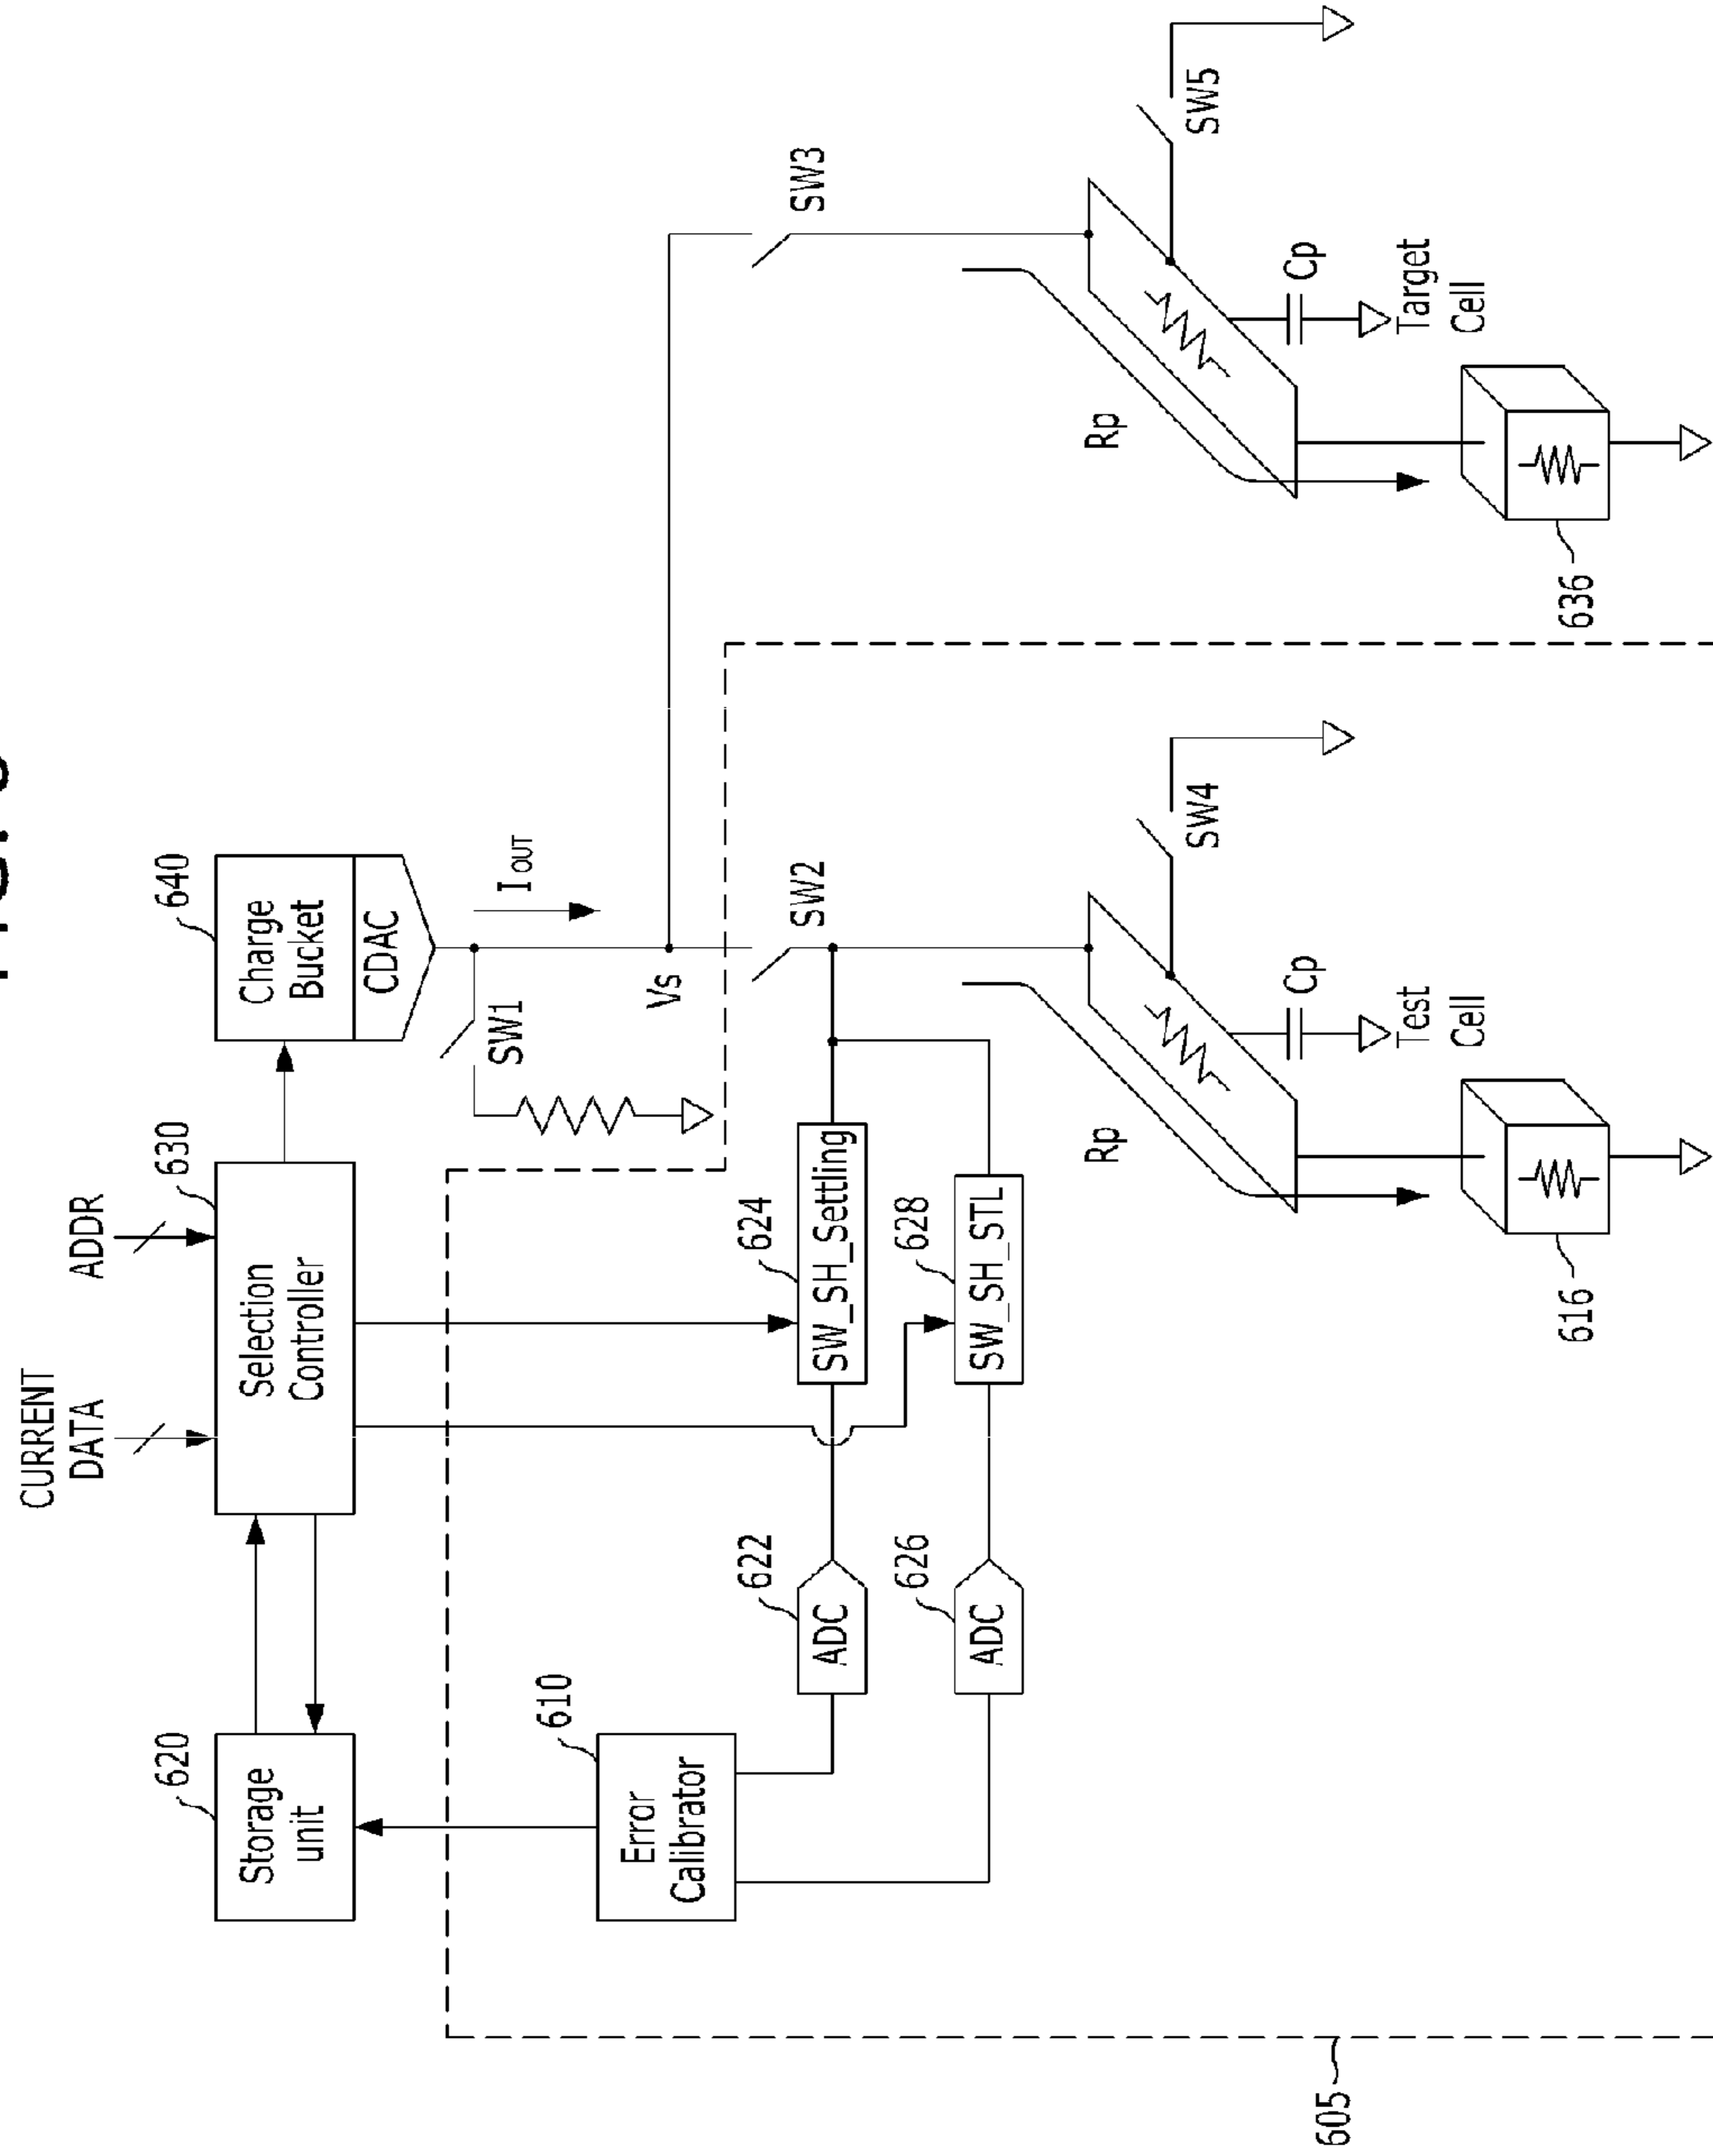 CURRENT
DATA
ADDR
620
Storage
unit
630
Selection
Controller
640
Charge
Bucket
CDAC
IOUT
SW1
Vs
610
Error
Calibrator
622
ADC
624
SW_SH_Settling
626
ADC
628
SW_SH_STL
SW2
SW3
Rp
SW4
Cp
Test
Cell
616
Rp
SW5
Cp
Target
Cell
636
605